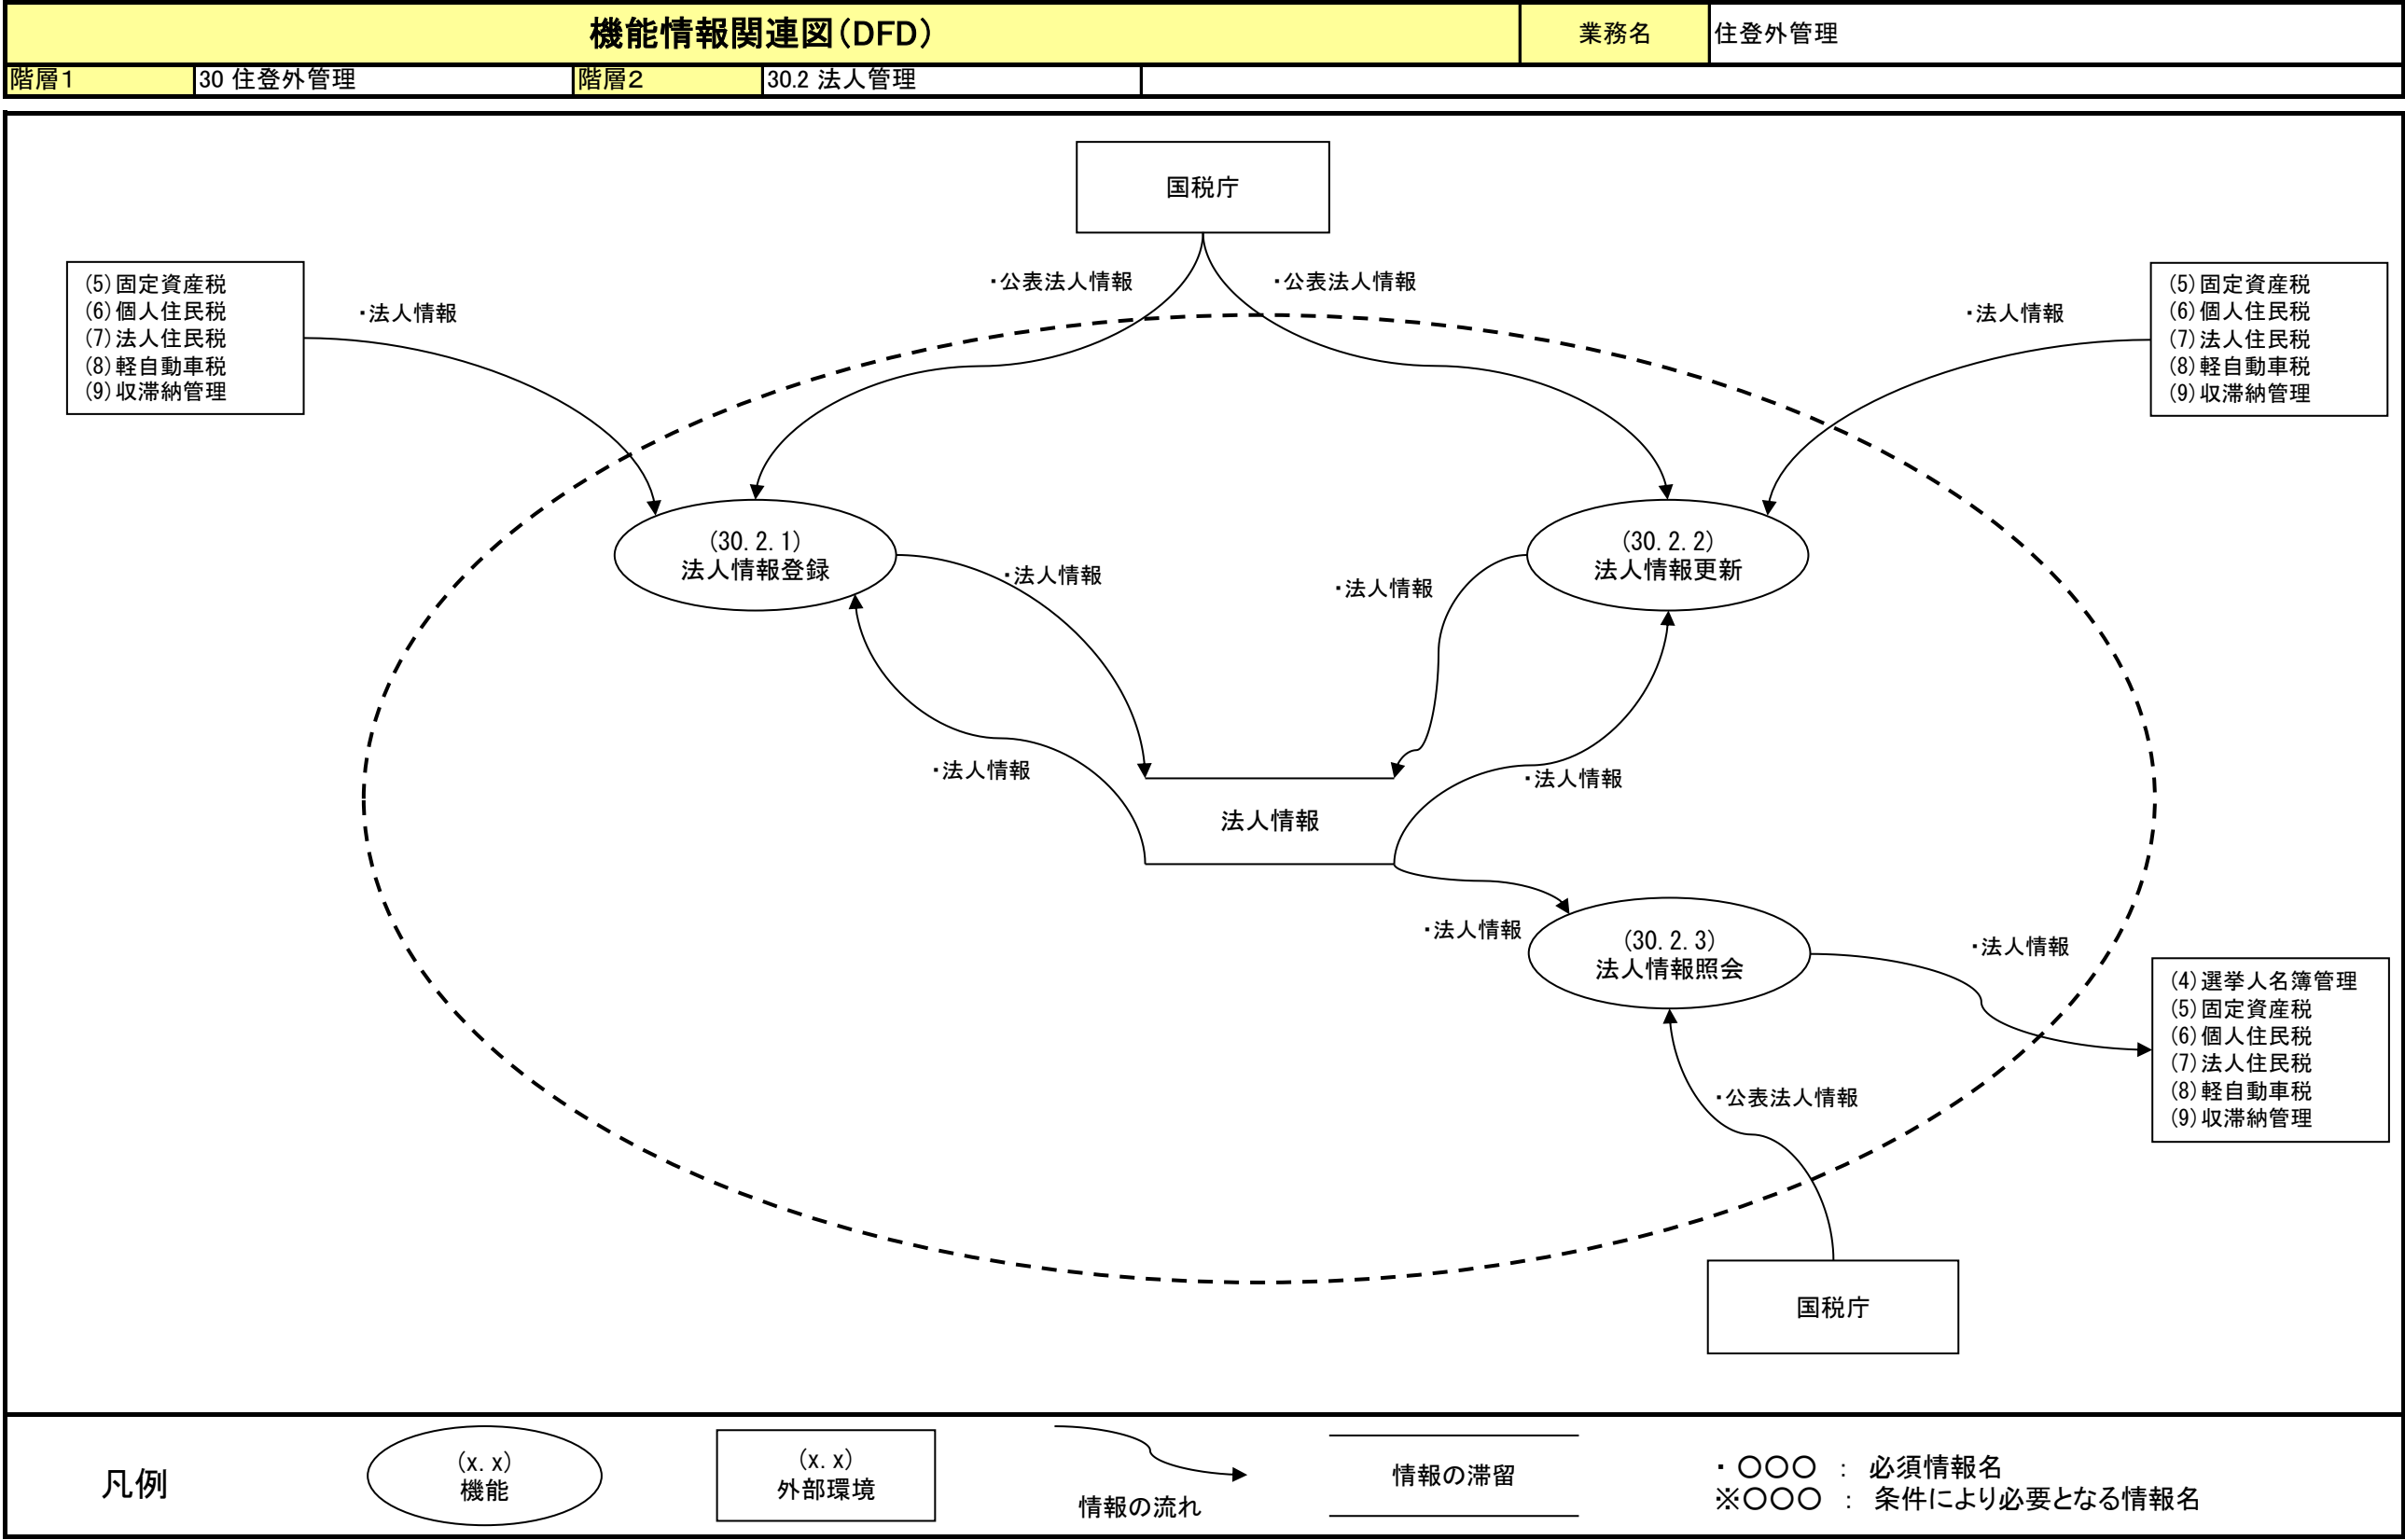 機能情報関連図（DFD）
業務名
住登外管理
階層１
30 住登外管理
階層２
30.2 法人管理
国税庁
(5)固定資産税
(6)個人住民税
(7)法人住民税
(8)軽自動車税
(9)収滞納管理
・法人情報
・公表法人情報
・公表法人情報
・法人情報
(5)固定資産税
(6)個人住民税
(7)法人住民税
(8)軽自動車税
(9)収滞納管理
(30.2.1)
法人情報登録
(30.2.2)
法人情報更新
・法人情報
・法人情報
・法人情報
・法人情報
法人情報
・法人情報
(30.2.3)
法人情報照会
・法人情報
(4)選挙人名簿管理
(5)固定資産税
(6)個人住民税
(7)法人住民税
(8)軽自動車税
(9)収滞納管理
・公表法人情報
国税庁
凡例
(x.x)
機能
(x.x)
外部環境
情報の流れ
情報の滞留
・ ○○○ ： 必須情報名
※○○○ ： 条件により必要となる情報名